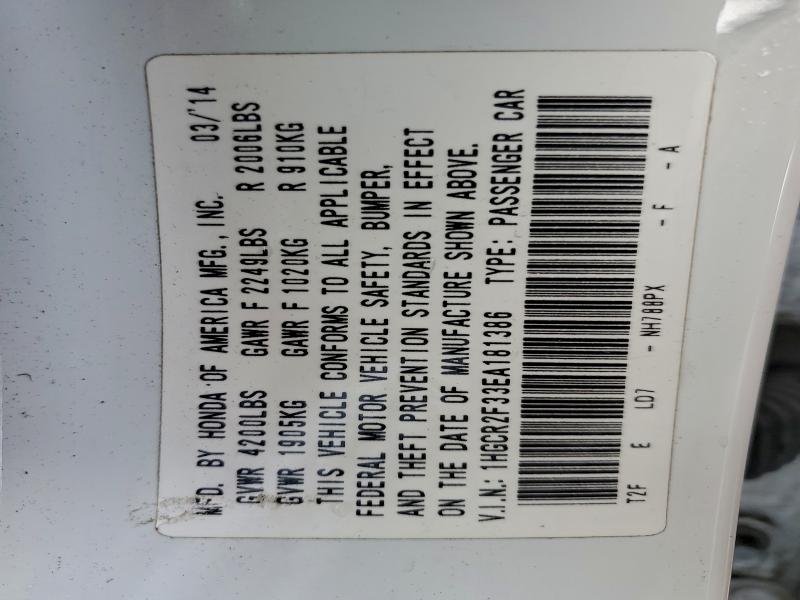 MFD. BY HONDA OF AMERICA MFG., INC. 03/'14
GVWR 4200LBS GAWR F 2249LBS R 2006LBS
GVWR 1905KG GAWR F 1020KG R 910KG
THIS VEHICLE CONFORMS TO ALL APPLICABLE
FEDERAL MOTOR VEHICLE SAFETY, BUMPER,
AND THEFT PREVENTION STANDARDS IN EFFECT
ON THE DATE OF MANUFACTURE SHOWN ABOVE.
V.I.N.: 1HGCR2F33EA181386 TYPE: PASSENGER CAR
T2F E LD7 - NH788PX - F - A